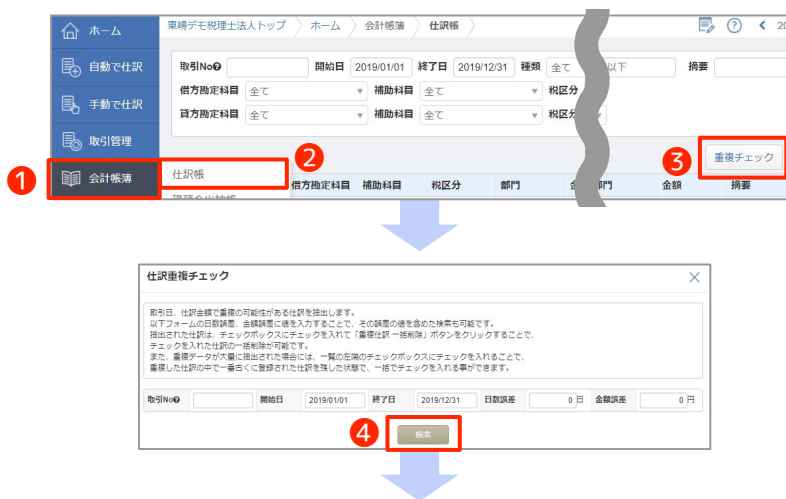 ホーム
東嶋デモ税理士法人トップ 〉 ホーム 〉 会計帳簿 〉 仕訳帳 〉
? < 20
自動で仕訳
取引No? 開始日 2019/01/01 終了日 2019/12/31 種類 全て 以下 摘要
借方勘定科目 全て 補助科目 全て 税区分
手動で仕訳
貸方勘定科目 全て 補助科目 全て 税区分
取引管理
2
3 重複チェック
1 会計帳簿
仕訳帳
借方勘定科目 補助科目 税区分 部門 部門 金額 摘要
仕訳重複チェック ×
取引日、仕訳金額で重複の可能性がある仕訳を抽出します。
以下フォームの日数誤差、金額誤差に値を入力することで、その誤差の値を含めた検索も可能です。
抽出された仕訳は、チェックボックスにチェックを入れて「重複仕訳 一括削除」ボタンをクリックすることで、
チェックを入れた仕訳の一括削除が可能です。
また、重複データが大量に抽出された場合には、一覧の左端のチェックボックスにチェックを入れることで、
重複した仕訳の中で一番古くに登録された仕訳を残した状態で、一括でチェックを入れる事ができます。
取引No? 開始日 2019/01/01 終了日 2019/12/31 日数誤差 0 日 金額誤差 0 円
4 検索